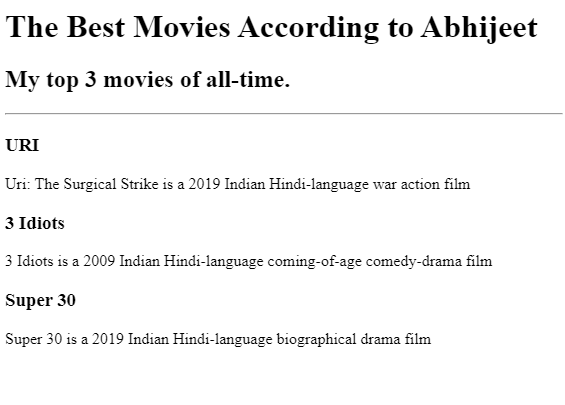 The Best Movies According to Abhijeet
My top 3 movies of all-time.
URI
Uri: The Surgical Strike is a 2019 Indian Hindi-language war action film
3 Idiots
3 Idiots is a 2009 Indian Hindi-language coming-of-age comedy-drama film
Super 30
Super 30 is a 2019 Indian Hindi-language biographical drama film